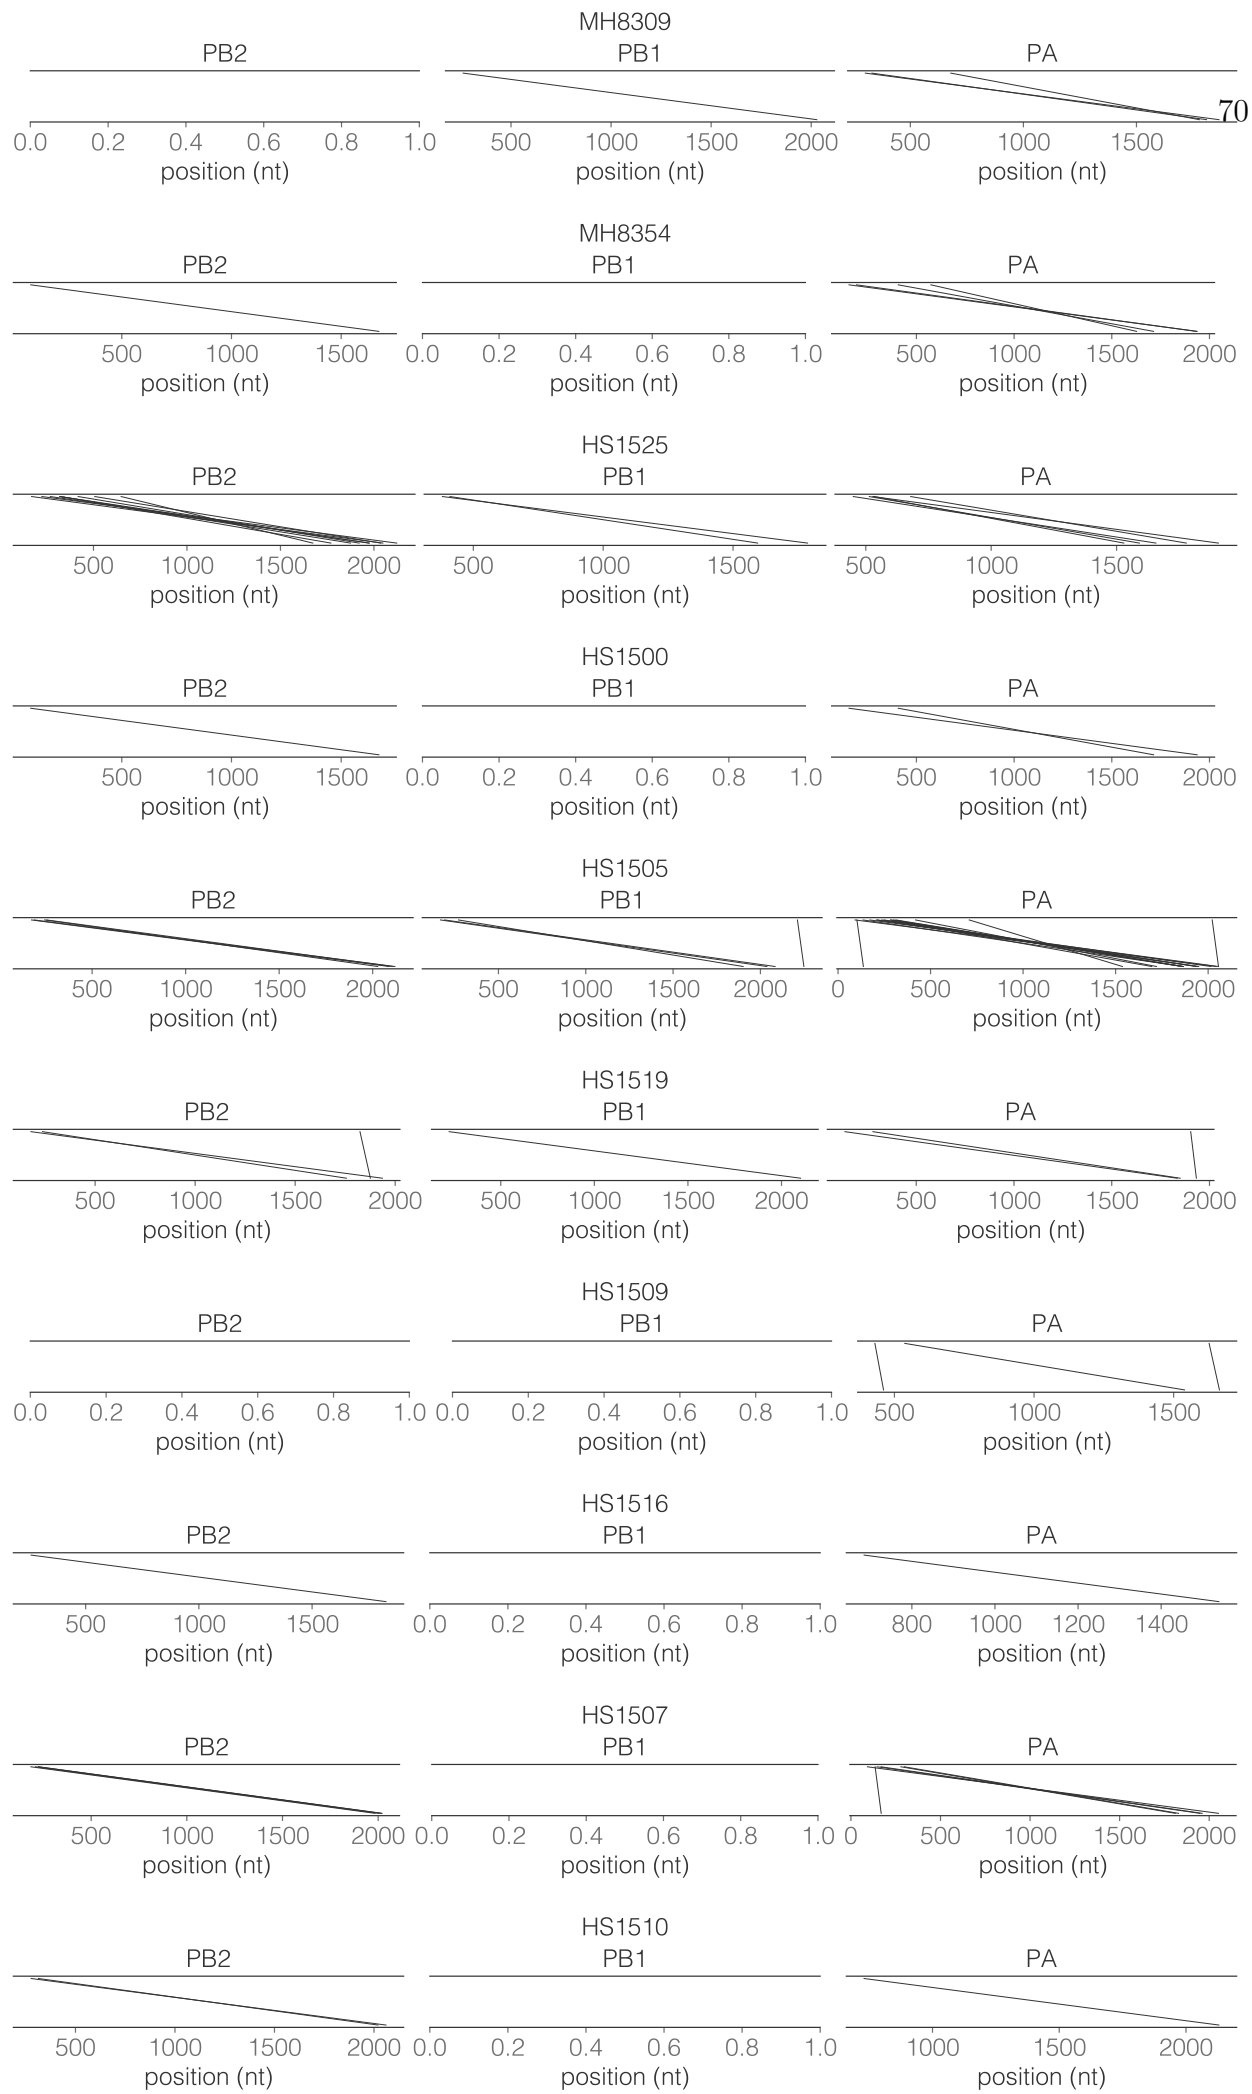 MH8309
PB2 PB1 PA
70
0.0 0.2 0.4 0.6 0.8 1.0 500 1000 1500 2000 500 1000 1500
position (nt) position (nt) position (nt)
MH8354
PB2 PB1 PA
500 1000 1500 0.0 0.2 0.4 0.6 0.8 1.0 500 1000 1500 2000
position (nt) position (nt) position (nt)
HS1525
PB2 PB1 PA
500 1000 1500 2000 500 1000 1500 500 1000 1500
position (nt) position (nt) position (nt)
HS1500
PB2 PB1 PA
500 1000 1500 0.0 0.2 0.4 0.6 0.8 1.0 500 1000 1500 2000
position (nt) position (nt) position (nt)
HS1505
PB2 PB1 PA
500 1000 1500 2000 500 1000 1500 2000 0 500 1000 1500 2000
position (nt) position (nt) position (nt)
HS1519
PB2 PB1 PA
500 1000 1500 2000 500 1000 1500 2000 500 1000 1500 2000
position (nt) position (nt) position (nt)
HS1509
PB2 PB1 PA
0.0 0.2 0.4 0.6 0.8 1.0 0.0 0.2 0.4 0.6 0.8 1.0 500 1000 1500
position (nt) position (nt) position (nt)
HS1516
PB2 PB1 PA
500 1000 1500 0.0 0.2 0.4 0.6 0.8 1.0 800 1000 1200 1400
position (nt) position (nt) position (nt)
HS1507
PB2 PB1 PA
500 1000 1500 2000 0.0 0.2 0.4 0.6 0.8 1.0 0 500 1000 1500 2000
position (nt) position (nt) position (nt)
HS1510
PB2 PB1 PA
500 1000 1500 2000 0.0 0.2 0.4 0.6 0.8 1.0 1000 1500 2000
position (nt) position (nt) position (nt)